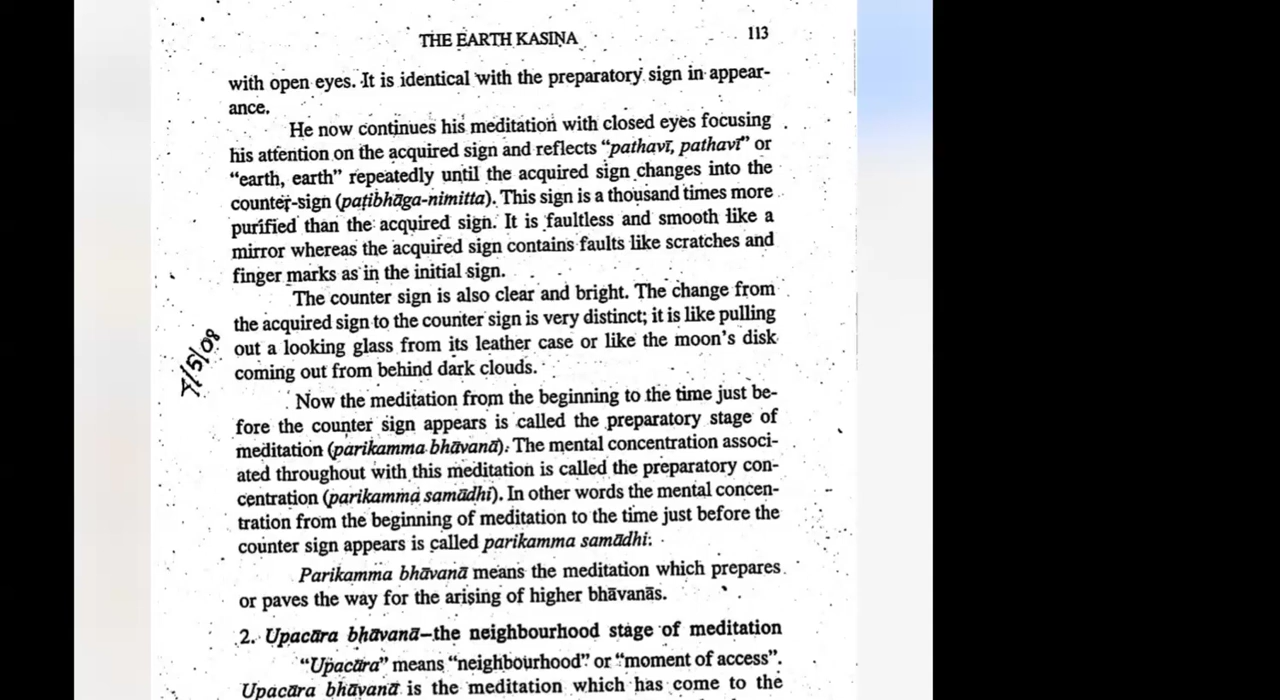 THE EARTH KASIṆA
113
with open eyes. It is identical with the preparatory sign in appear-
ance.
He now continues his meditation with closed eyes focusing
his attention on the acquired sign and reflects “pathavī, pathavī” or
“earth, earth” repeatedly until the acquired sign changes into the
counter-sign (paṭibhāga-nimitta). This sign is a thousand times more
purified than the acquired sign. It is faultless and smooth like a
mirror whereas the acquired sign contains faults like scratches and
finger marks as in the initial sign.
The counter sign is also clear and bright. The change from
the acquired sign to the counter sign is very distinct; it is like pulling
out a looking glass from its leather case or like the moon’s disk
coming out from behind dark clouds.
7/5/08
Now the meditation from the beginning to the time just be-
fore the counter sign appears is called the preparatory stage of
meditation (parikamma bhāvanā). The mental concentration associ-
ated throughout with this meditation is called the preparatory con-
centration (parikamma samādhi). In other words the mental concen-
tration from the beginning of meditation to the time just before the
counter sign appears is called parikamma samādhi.
Parikamma bhāvanā means the meditation which prepares
or paves the way for the arising of higher bhāvanās.
2. Upacāra bhāvanā–the neighbourhood stage of meditation
“Upacāra” means “neighbourhood” or “moment of access”.
Upacāra bhāvanā is the meditation which has come to the